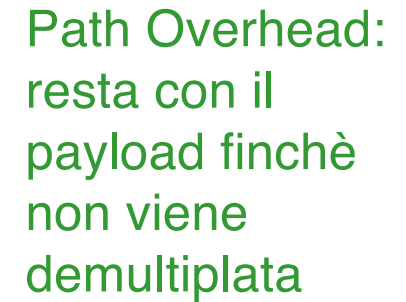 Path Overhead:
resta con il
payload finchè
non viene
demultiplata